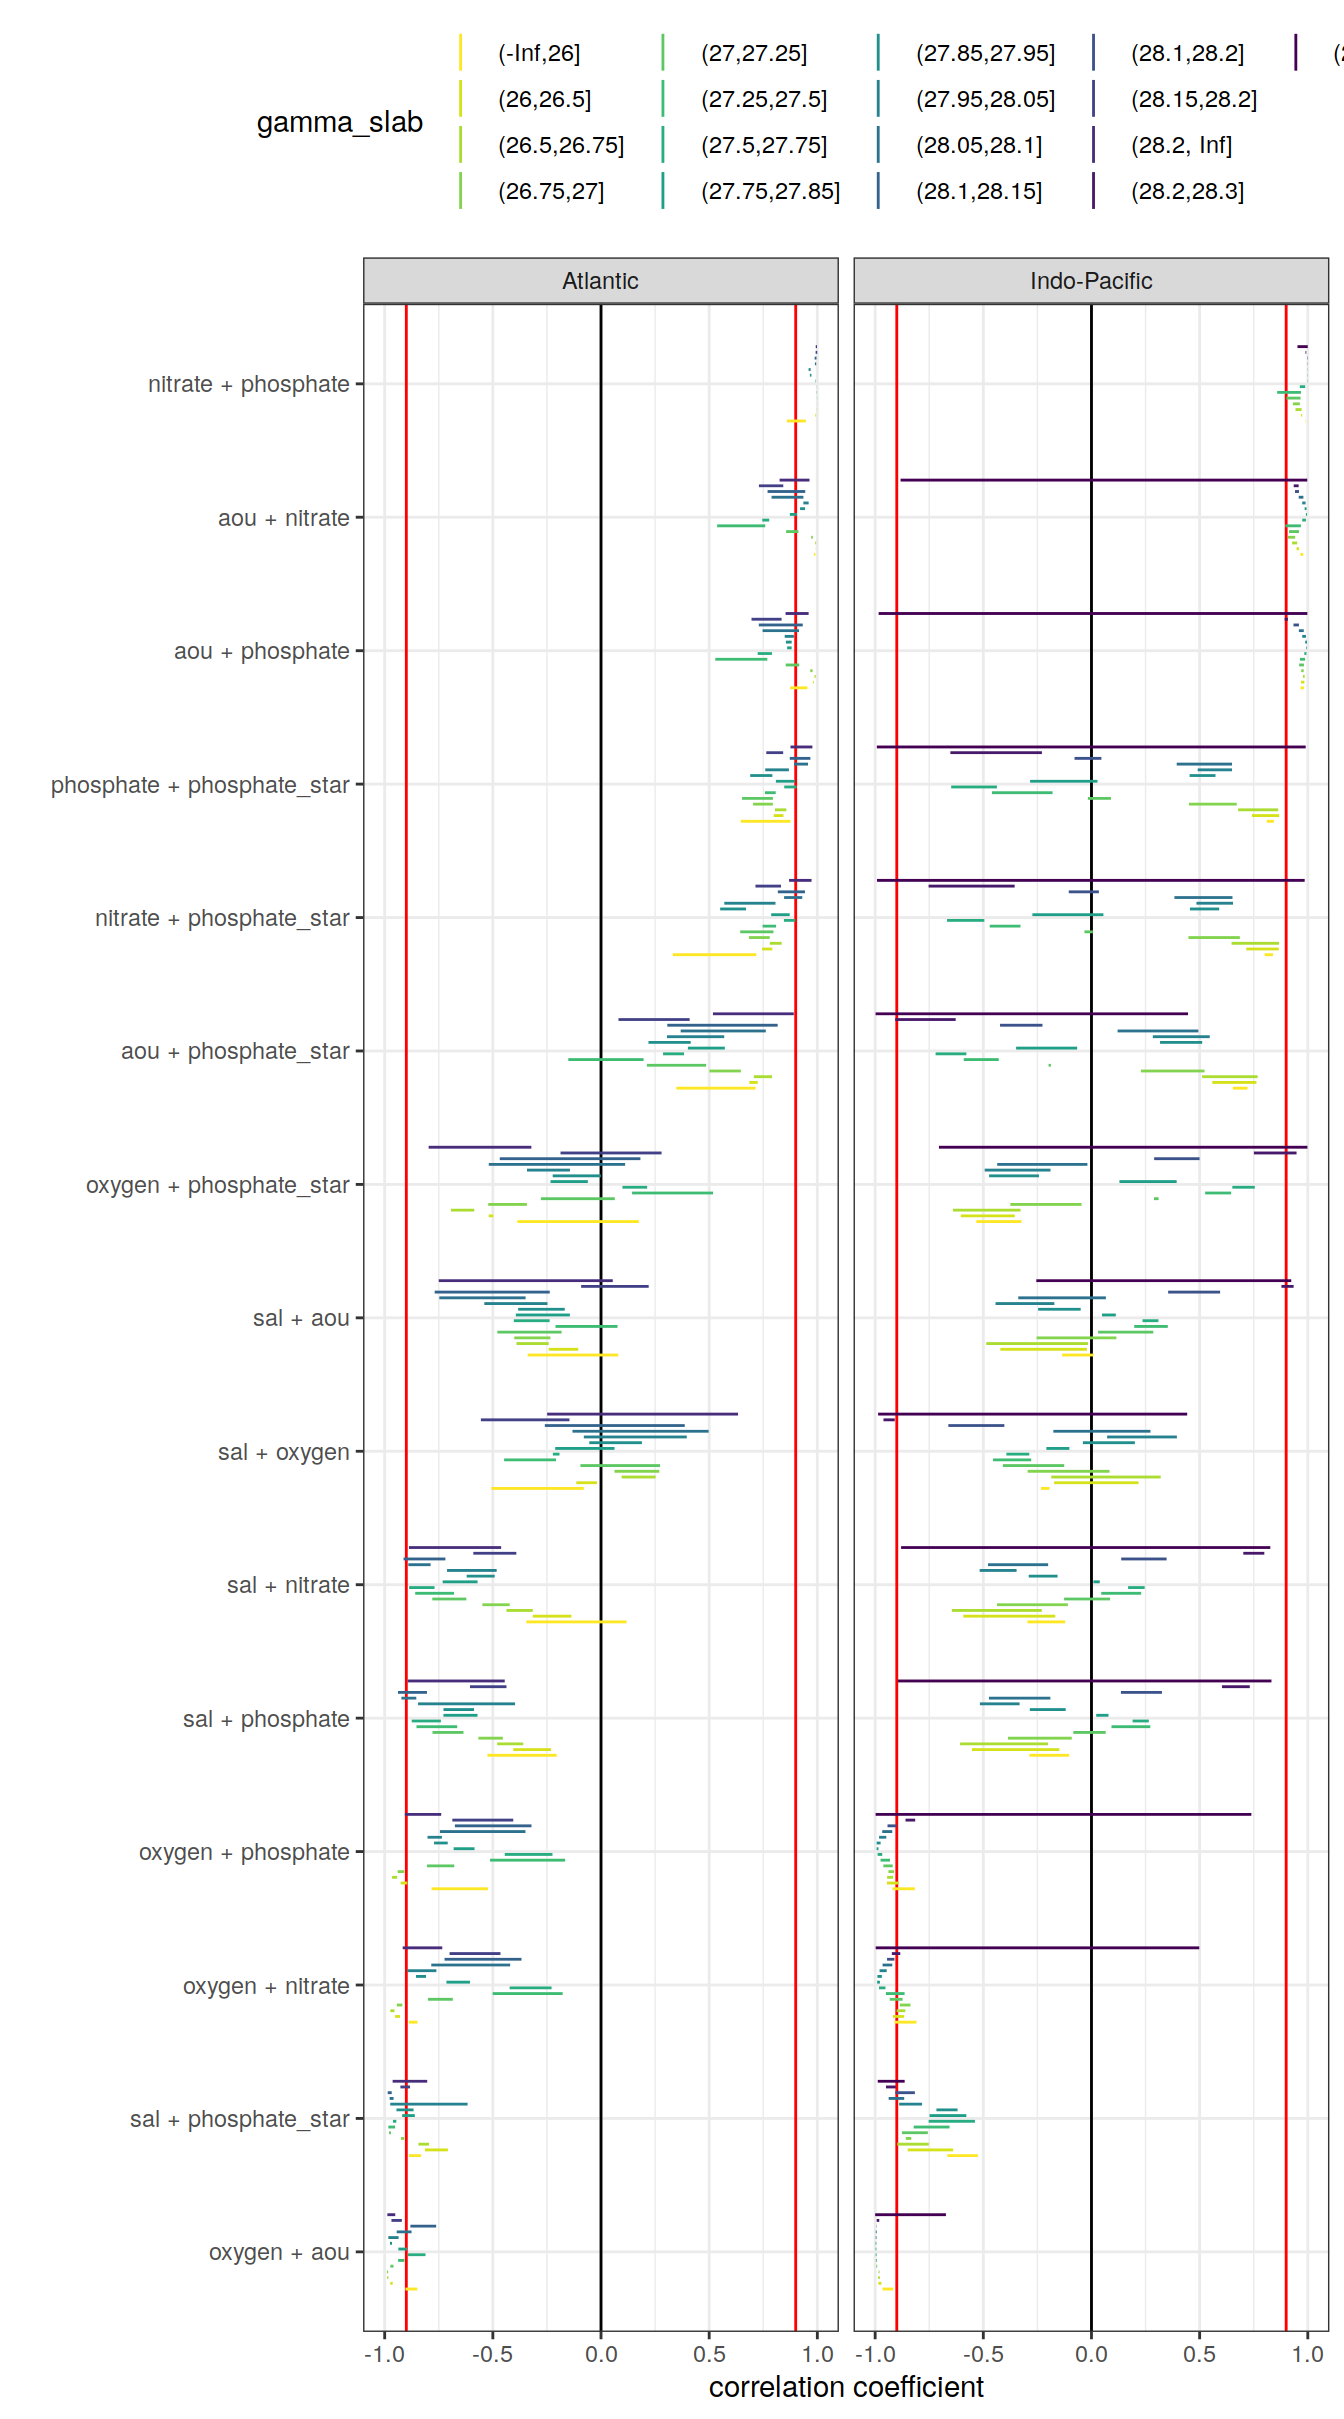 gamma_slab
(-Inf,26] (27,27.25] (27.85,27.95] (28.1,28.2]
(26,26.5] (27.25,27.5] (27.95,28.05] (28.15,28.2]
(26.5,26.75] (27.5,27.75] (28.05,28.1] (28.2, Inf]
(26.75,27] (27.75,27.85] (28.1,28.15] (28.2,28.3]
Atlantic Indo-Pacific
nitrate + phosphate
aou + nitrate
aou + phosphate
phosphate + phosphate_star
nitrate + phosphate_star
aou + phosphate_star
oxygen + phosphate_star
sal + aou
sal + oxygen
sal + nitrate
sal + phosphate
oxygen + phosphate
oxygen + nitrate
sal + phosphate_star
oxygen + aou
-1.0 -0.5 0.0 0.5 1.0 -1.0 -0.5 0.0 0.5 1.0
correlation coefficient